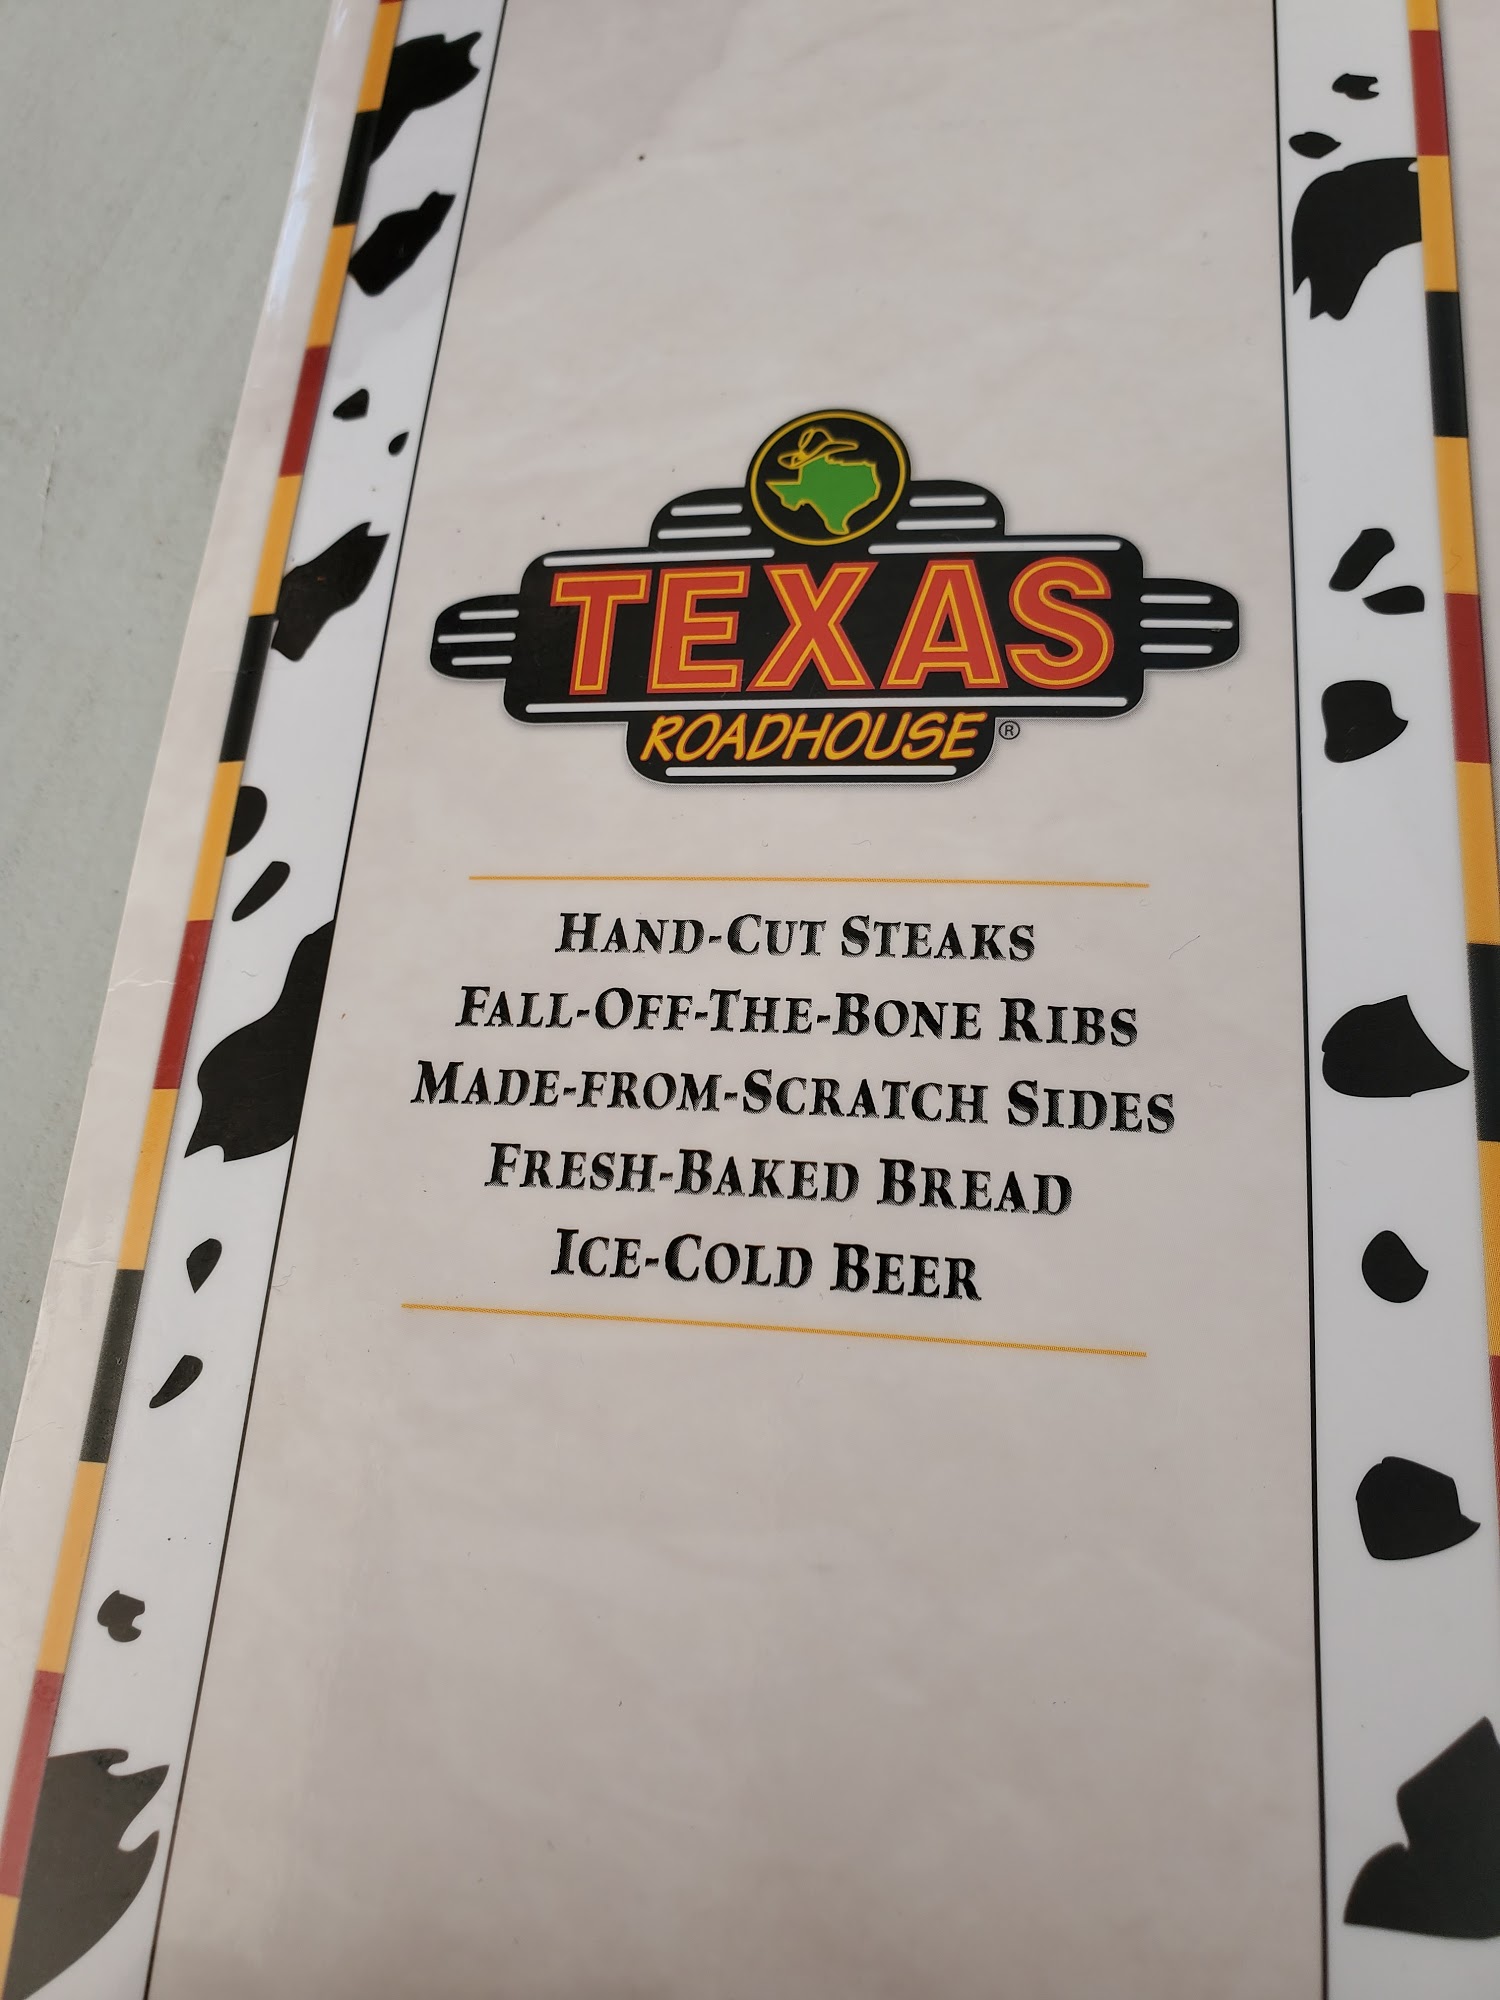 TEXAS
ROADHOUSE®
HAND-CUT STEAKS
FALL-OFF-THE-BONE RIBS
MADE-FROM-SCRATCH SIDES
FRESH-BAKED BREAD
ICE-COLD BEER